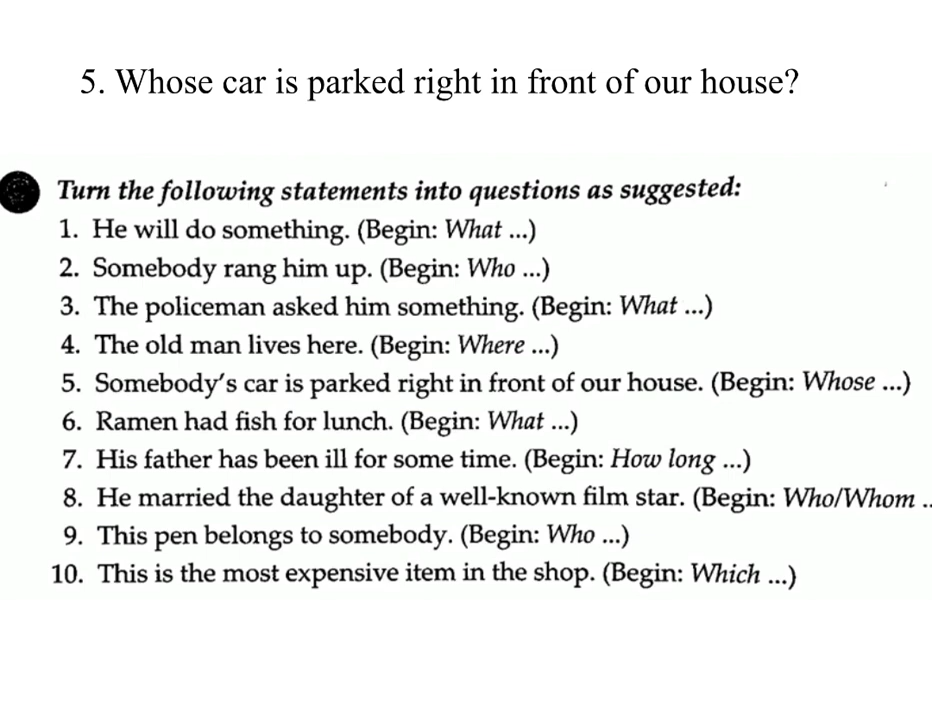 5. Whose car is parked right in front of our house?
Turn the following statements into questions as suggested:
1. He will do something. (Begin: What ...)
2. Somebody rang him up. (Begin: Who ...)
3. The policeman asked him something. (Begin: What ...)
4. The old man lives here. (Begin: Where ...)
5. Somebody's car is parked right in front of our house. (Begin: Whose ...)
6. Ramen had fish for lunch. (Begin: What ...)
7. His father has been ill for some time. (Begin: How long ...)
8. He married the daughter of a well-known film star. (Begin: Who/Whom ..
9. This pen belongs to somebody. (Begin: Who ...)
10. This is the most expensive item in the shop. (Begin: Which ...)